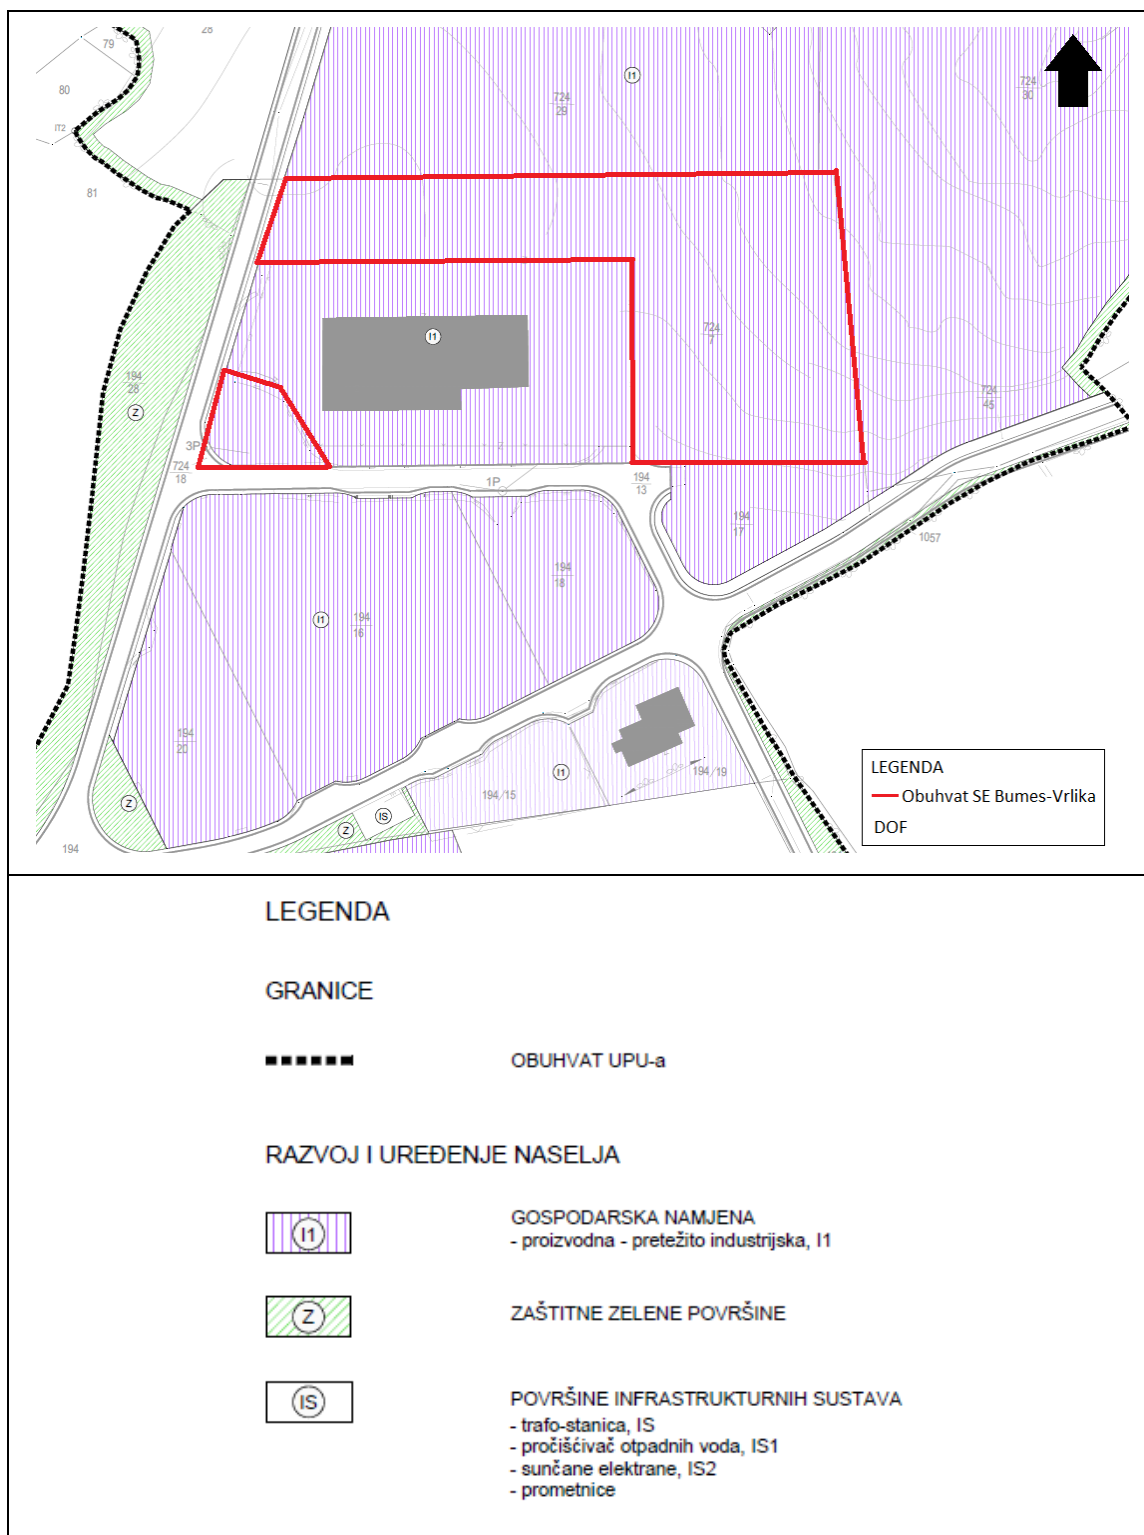 79
28
80
IT2
81
I1
724
29
724
30
724
7
I1
194
28
Z
3P
724
18
1P
194
13
194
17
724
45
1057
194
18
I1
194
16
194
20
Z
194
Z
IS
194/15
I1
194/19
LEGENDA
Obuhvat SE Bumes-Vrlika
DOF
LEGENDA
GRANICE
OBUHVAT UPU-a
RAZVOJ I UREĐENJE NASELJA
I1
GOSPODARSKA NAMJENA
- proizvodna - pretežito industrijska, I1
Z
ZAŠTITNE ZELENE POVRŠINE
IS
POVRŠINE INFRASTRUKTURNIH SUSTAVA
- trafo-stanica, IS
- pročišćivač otpadnih voda, IS1
- sunčane elektrane, IS2
- prometnice